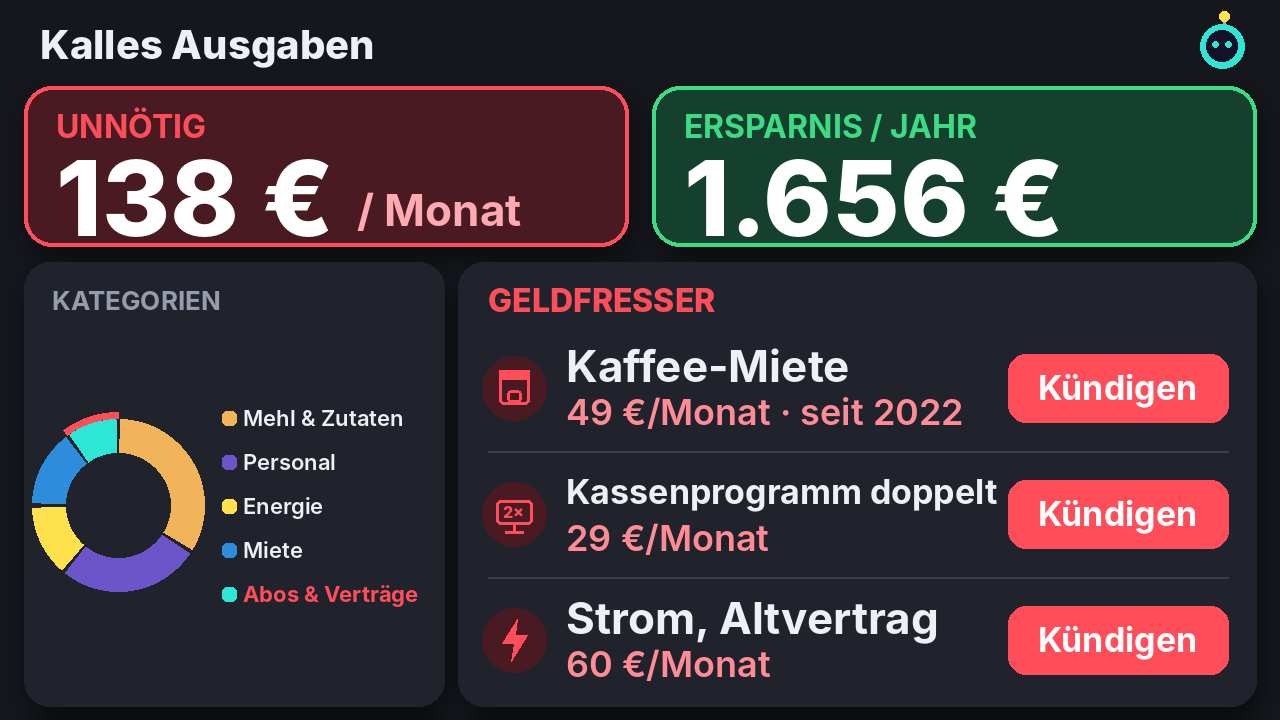 Kalles Ausgaben
UNNÖTIG
138 € / Monat
ERSPARNIS / JAHR
1.656 €
KATEGORIEN
Mehl & Zutaten
Personal
Energie
Miete
Abos & Verträge
GELDFRESSER
Kaffee-Miete
49 €/Monat · seit 2022
Kündigen
2×
Kassenprogramm doppelt
29 €/Monat
Kündigen
Strom, Altvertrag
60 €/Monat
Kündigen